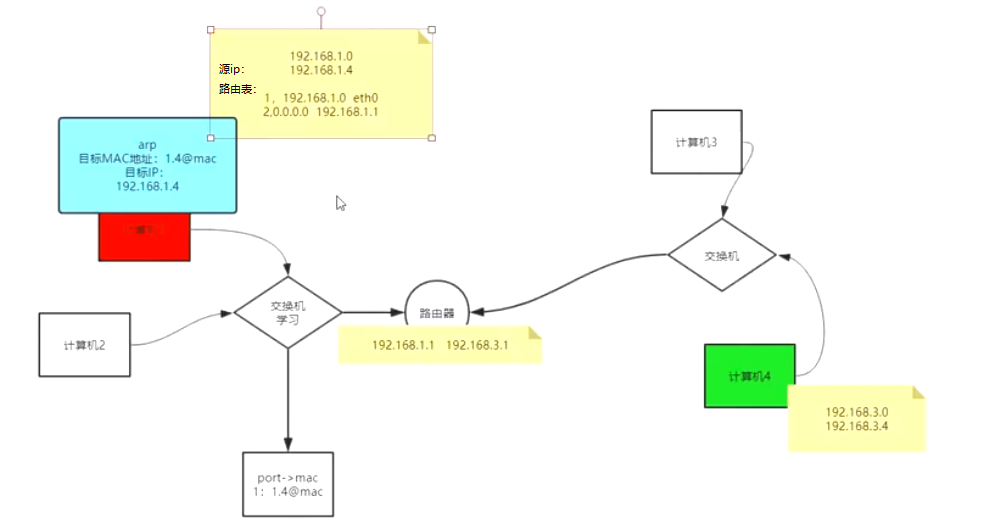 192.168.1.0
源ip: 192.168.1.4
路由表:
1，192.168.1.0 eth0
2,0.0.0.0 192.168.1.1
arp
目标MAC地址：1.4@mac
目标IP：
192.168.1.4
计算机3
交换机
交换机
学习
路由器
192.168.1.1 192.168.3.1
计算机2
计算机4
192.168.3.0
192.168.3.4
port->mac
1：1.4@mac